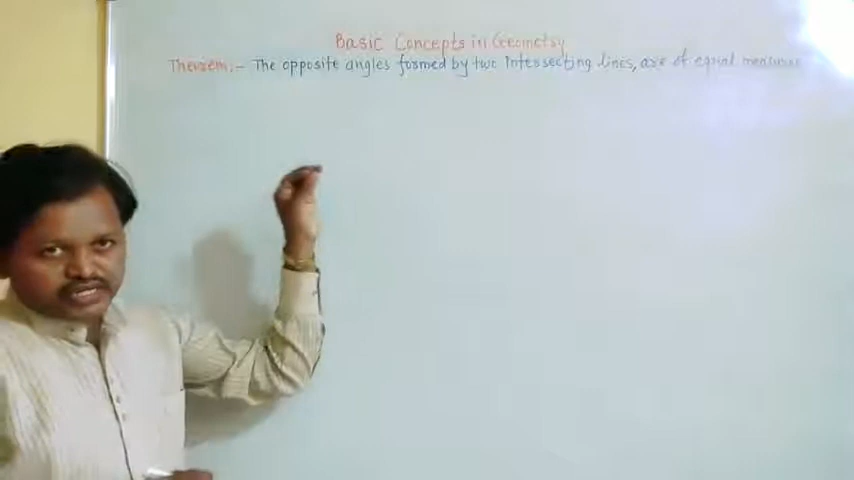 Basic Concepts in Geometry
Theorem:- The opposite angles formed by two intersecting lines, are of equal measures